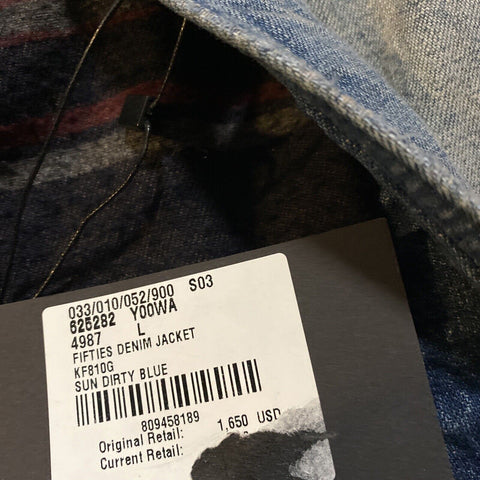 033/010/052/900 S03
625282 Y00WA
4987 L
FIFTIES DENIM JACKET
KF810G
SUN DIRTY BLUE
809458189
Original Retail: 1,650 USD
Current Retail: